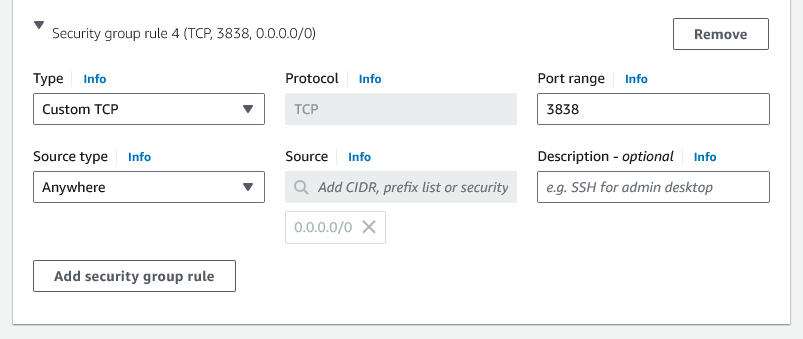 Security group rule 4 (TCP, 3838, 0.0.0.0/0)
Remove
Type Info
Protocol Info
Port range Info
Custom TCP
TCP
3838
Source type Info
Source Info
Description - optional Info
Anywhere
Add CIDR, prefix list or security
e.g. SSH for admin desktop
0.0.0.0/0
Add security group rule